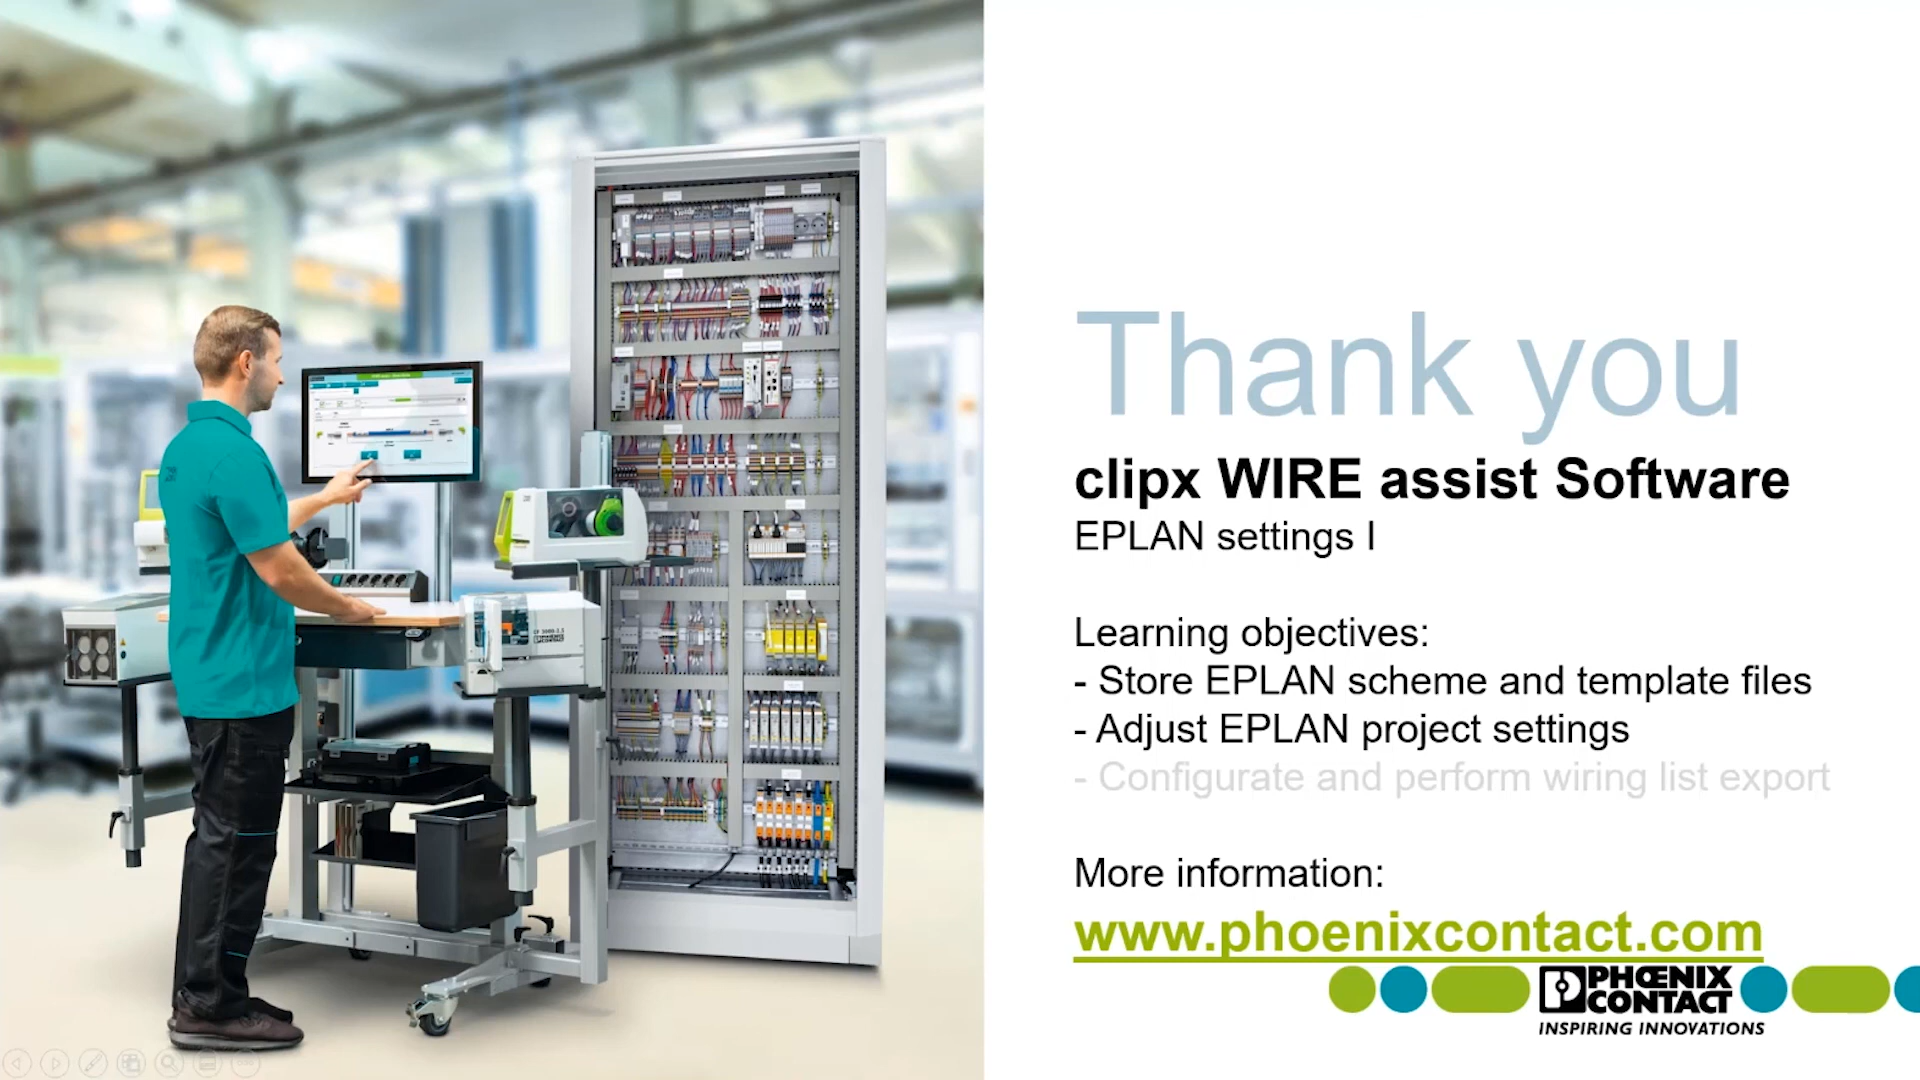 Thank you
clipx WIRE assist Software
EPLAN settings I
Learning objectives:
- Store EPLAN scheme and template files
- Adjust EPLAN project settings
- Configurate and perform wiring list export
More information:
www.phoenixcontact.com
PHŒNIX
CONTACT
INSPIRING INNOVATIONS